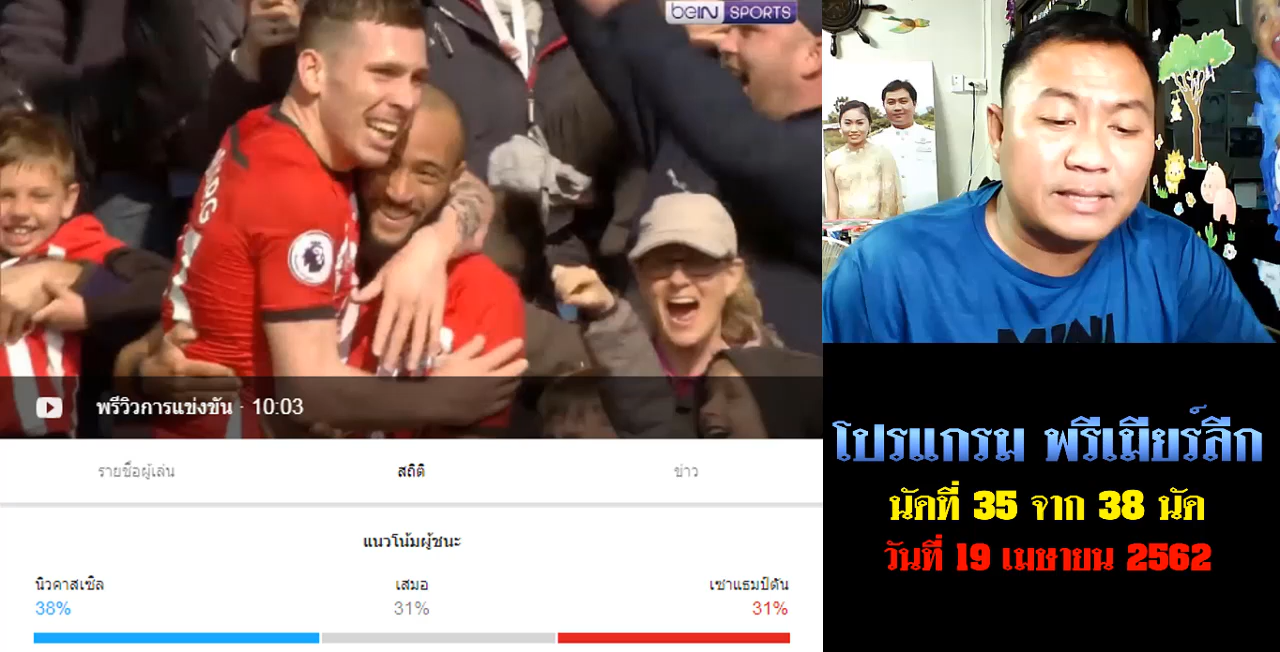 beIN SPORTS
พรีวิวการแข่งขัน · 10:03
รายชื่อผู้เล่น สถิติ ข่าว
แนวโน้มผู้ชนะ
นิวคาสเซิล เสมอ เซาแธมป์ตัน
38% 31% 31%
MINI
โปรแกรม พรีเมียร์ลีก
นัดที่ 35 จาก 38 นัด
วันที่ 19 เมษายน 2562